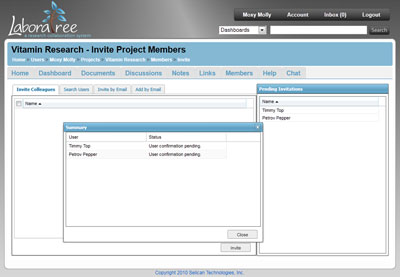 Laboratree
a research collaboration system
Moxy Molly Account Inbox (0) Logout
Dashboards Search
Vitamin Research - Invite Project Members
Home Users Moxy Molly Projects Vitamin Research Members Invite
Home Dashboard Documents Discussions Notes Links Members Help Chat
Invite Colleagues Search Users Invite by Email Add by Email
Name
Pending Invitations
Name
Timmy Top
Petrov Pepper
Summary
User Status
Timmy Top User confirmation pending.
Petrov Pepper User confirmation pending.
Close
Invite
Copyright 2010 Selican Technologies, Inc.